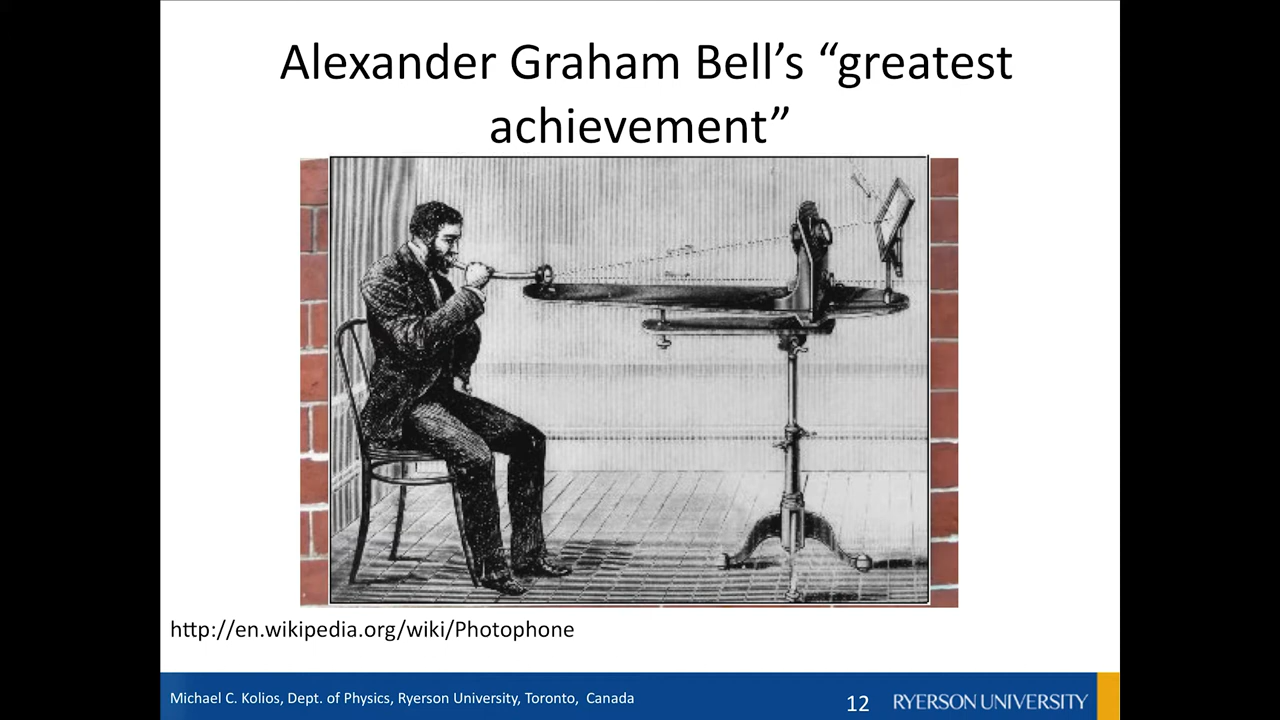 Alexander Graham Bell’s “greatest
achievement”
http://en.wikipedia.org/wiki/Photophone
Michael C. Kolios, Dept. of Physics, Ryerson University, Toronto,  Canada
12
RYERSON UNIVERSITY